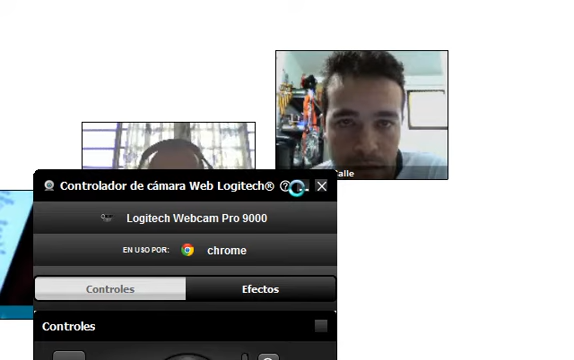 Calle
Controlador de cámara Web Logitech®
Logitech Webcam Pro 9000
EN USO POR: chrome
Controles Efectos
Controles